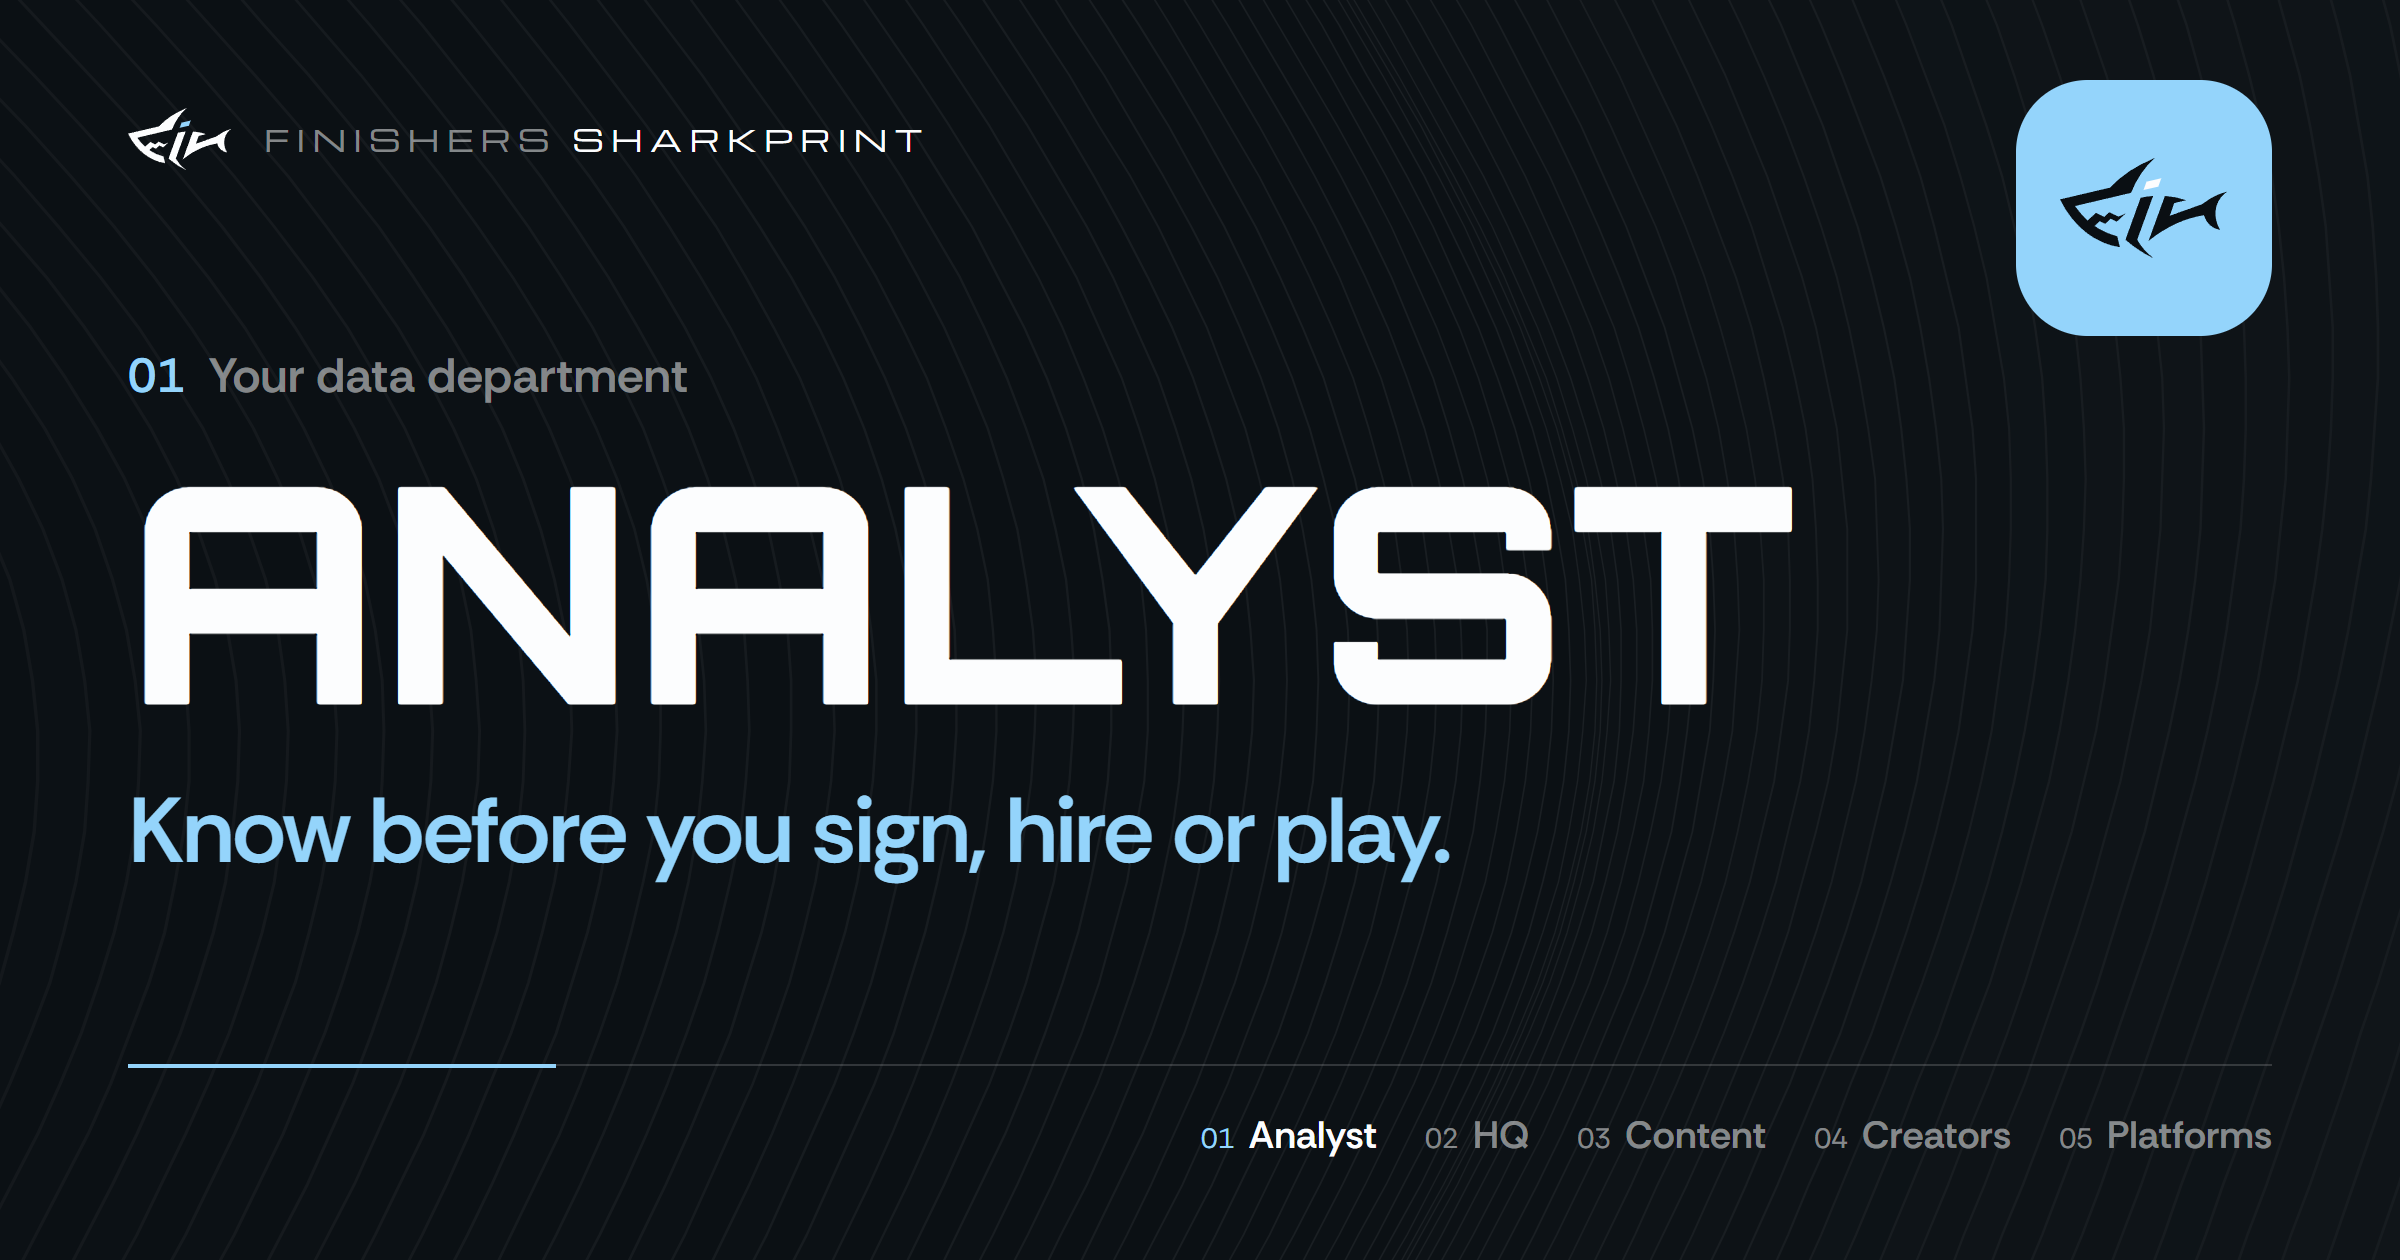 FINISHERS SHARKPRINT
01 Your data department
ANALYST
Know before you sign, hire or play.
01 Analyst 02 HQ 03 Content 04 Creators 05 Platforms